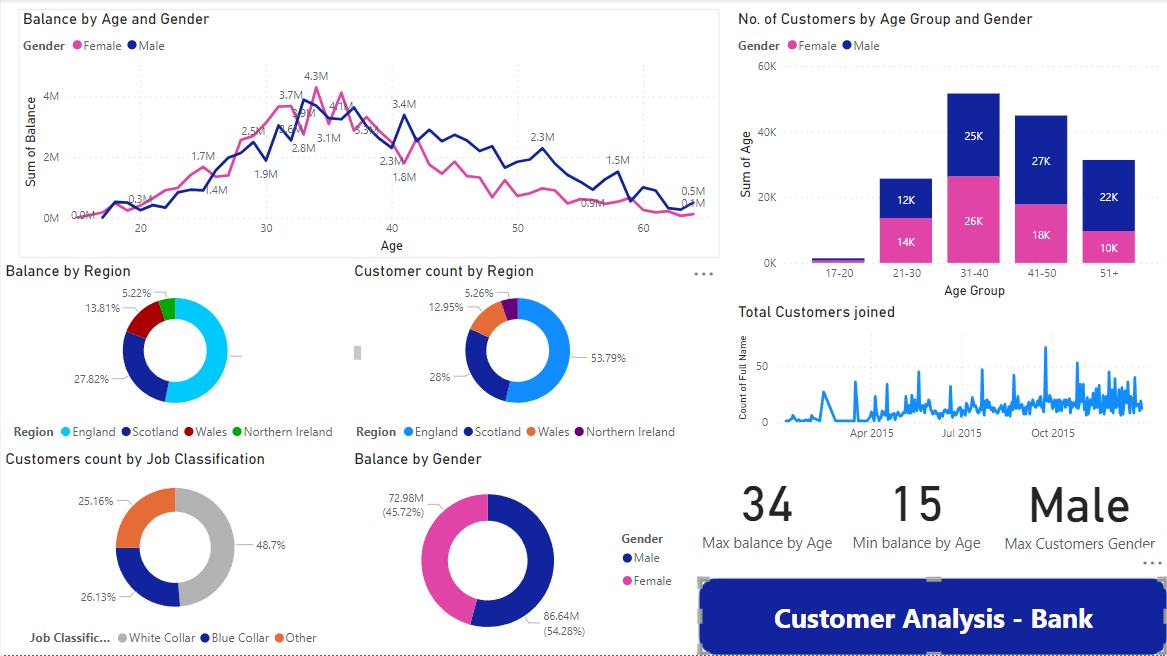 Balance by Age and Gender
Gender Female Male
Sum of Balance
4M
2M
0M
0.0M
0.3M
1.7M
1.4M
2.5M
1.9M
3.7M
3.9M
3.6M
2.8M
4.3M
3.1M
4.1M
3.3M
2.3M
3.4M
1.8M
2.3M
0.9M
1.5M
0.5M
0.1M
20 30 40 50 60
Age
No. of Customers by Age Group and Gender
Gender Female Male
Sum of Age
60K
40K
20K
0K
12K
14K
25K
26K
27K
18K
22K
10K
17-20 21-30 31-40 41-50 51+
Age Group
Balance by Region
5.22%
13.81%
27.82%
Region England Scotland Wales Northern Ireland
Customer count by Region
5.26%
12.95%
28%
53.79%
Region England Scotland Wales Northern Ireland
Total Customers joined
Count of Full Name
50
0
Apr 2015 Jul 2015 Oct 2015
Customers count by Job Classification
25.16%
48.7%
26.13%
Job Classific... White Collar Blue Collar Other
Balance by Gender
72.98M
(45.72%)
86.64M
(54.28%)
Gender
Male
Female
34
Max balance by Age
15
Min balance by Age
Male
Max Customers Gender
Customer Analysis - Bank